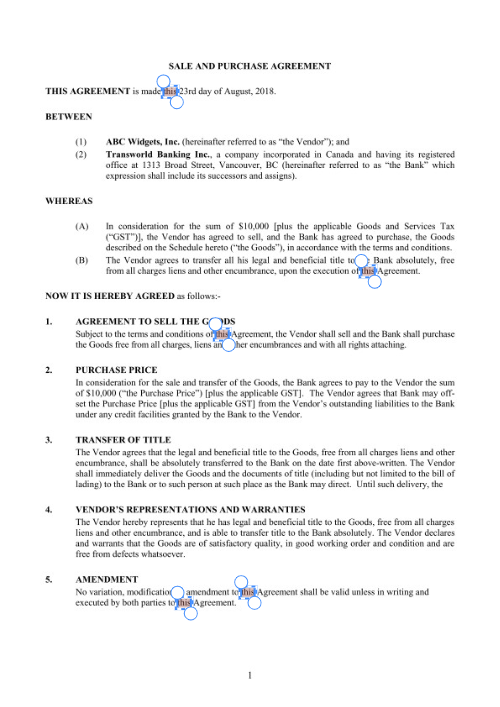 SALE AND PURCHASE AGREEMENT
THIS AGREEMENT is made this 23rd day of August, 2018.
BETWEEN
(1) ABC Widgets, Inc. (hereinafter referred to as “the Vendor”); and
(2) Transworld Banking Inc., a company incorporated in Canada and having its registered
office at 1313 Broad Street, Vancouver, BC (hereinafter referred to as “the Bank” which
expression shall include its successors and assigns).
WHEREAS
(A) In consideration for the sum of $10,000 [plus the applicable Goods and Services Tax
(“GST”)], the Vendor has agreed to sell, and the Bank has agreed to purchase, the Goods
described on the Schedule hereto (“the Goods”), in accordance with the terms and conditions.
(B) The Vendor agrees to transfer all his legal and beneficial title to Bank absolutely, free
from all charges liens and other encumbrance, upon the execution of this Agreement.
NOW IT IS HEREBY AGREED as follows:-
1. AGREEMENT TO SELL THE GOODS
Subject to the terms and conditions of this Agreement, the Vendor shall sell and the Bank shall purchase
the Goods free from all charges, liens and other encumbrances and with all rights attaching.
2. PURCHASE PRICE
In consideration for the sale and transfer of the Goods, the Bank agrees to pay to the Vendor the sum
of $10,000 (“the Purchase Price”) [plus the applicable GST]. The Vendor agrees that Bank may off-
set the Purchase Price [plus the applicable GST] from the Vendor’s outstanding liabilities to the Bank
under any credit facilities granted by the Bank to the Vendor.
3. TRANSFER OF TITLE
The Vendor agrees that the legal and beneficial title to the Goods, free from all charges liens and other
encumbrance, shall be absolutely transferred to the Bank on the date first above-written. The Vendor
shall immediately deliver the Goods and the documents of title (including but not limited to the bill of
lading) to the Bank or to such person at such place as the Bank may direct. Until such delivery, the
4. VENDOR’S REPRESENTATIONS AND WARRANTIES
The Vendor hereby represents that he has legal and beneficial title to the Goods, free from all charges
liens and other encumbrance, and is able to transfer title to the Bank absolutely. The Vendor declares
and warrants that the Goods are of satisfactory quality, in good working order and condition and are
free from defects whatsoever.
5. AMENDMENT
No variation, modification amendment to this Agreement shall be valid unless in writing and
executed by both parties to this Agreement.
1